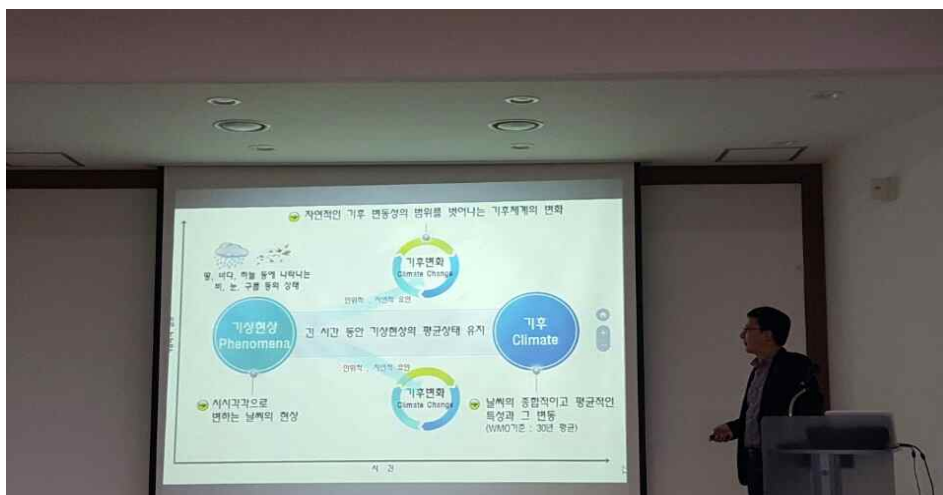 자연적인 기후 변동성의 범위를 벗어나는 기후체계의 변화
기후변화
Climate Change
땅, 바다, 하늘 등에 나타나는
비, 눈, 구름 등의 상태
인위적 , 자연적 요인
기상현상
Phenomena
긴 시간 동안 기상현상의 평균상태 유지
기후
Climate
인위적 , 자연적 요인
기후변화
Climate Change
시시각각으로
변하는 날씨의 현상
날씨의 종합적이고 평균적인
특성과 그 변동
(WMO기준 : 30년 평균)
시 간